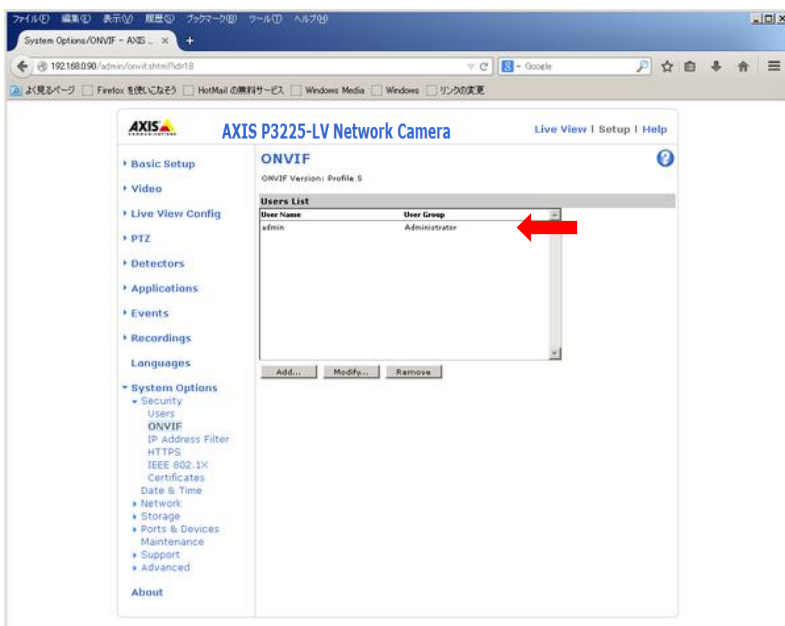 ファイル(F) 編集(E) 表示(V) 履歴(S) ブックマーク(B) ツール(T) ヘルプ(H)
System Options/ONVIF - AXIS ... × +
192.168.0.90/admin/onvif.shtml?id=18
Google
よく見るページ Firefox を使いこなそう HotMail の無料サービス Windows Media Windows リンクの変更
AXIS
COMMUNICATIONS
AXIS P3225-LV Network Camera
Live View | Setup | Help
Basic Setup
Video
Live View Config
PTZ
Detectors
Applications
Events
Recordings
Languages
System Options
Security
Users
ONVIF
IP Address Filter
HTTPS
IEEE 802.1X
Certificates
Date & Time
Network
Storage
Ports & Devices
Maintenance
Support
Advanced
About
ONVIF
?
ONVIF Version: Profile S
Users List
User Name User Group
admin Administrator
Add... Modify... Remove